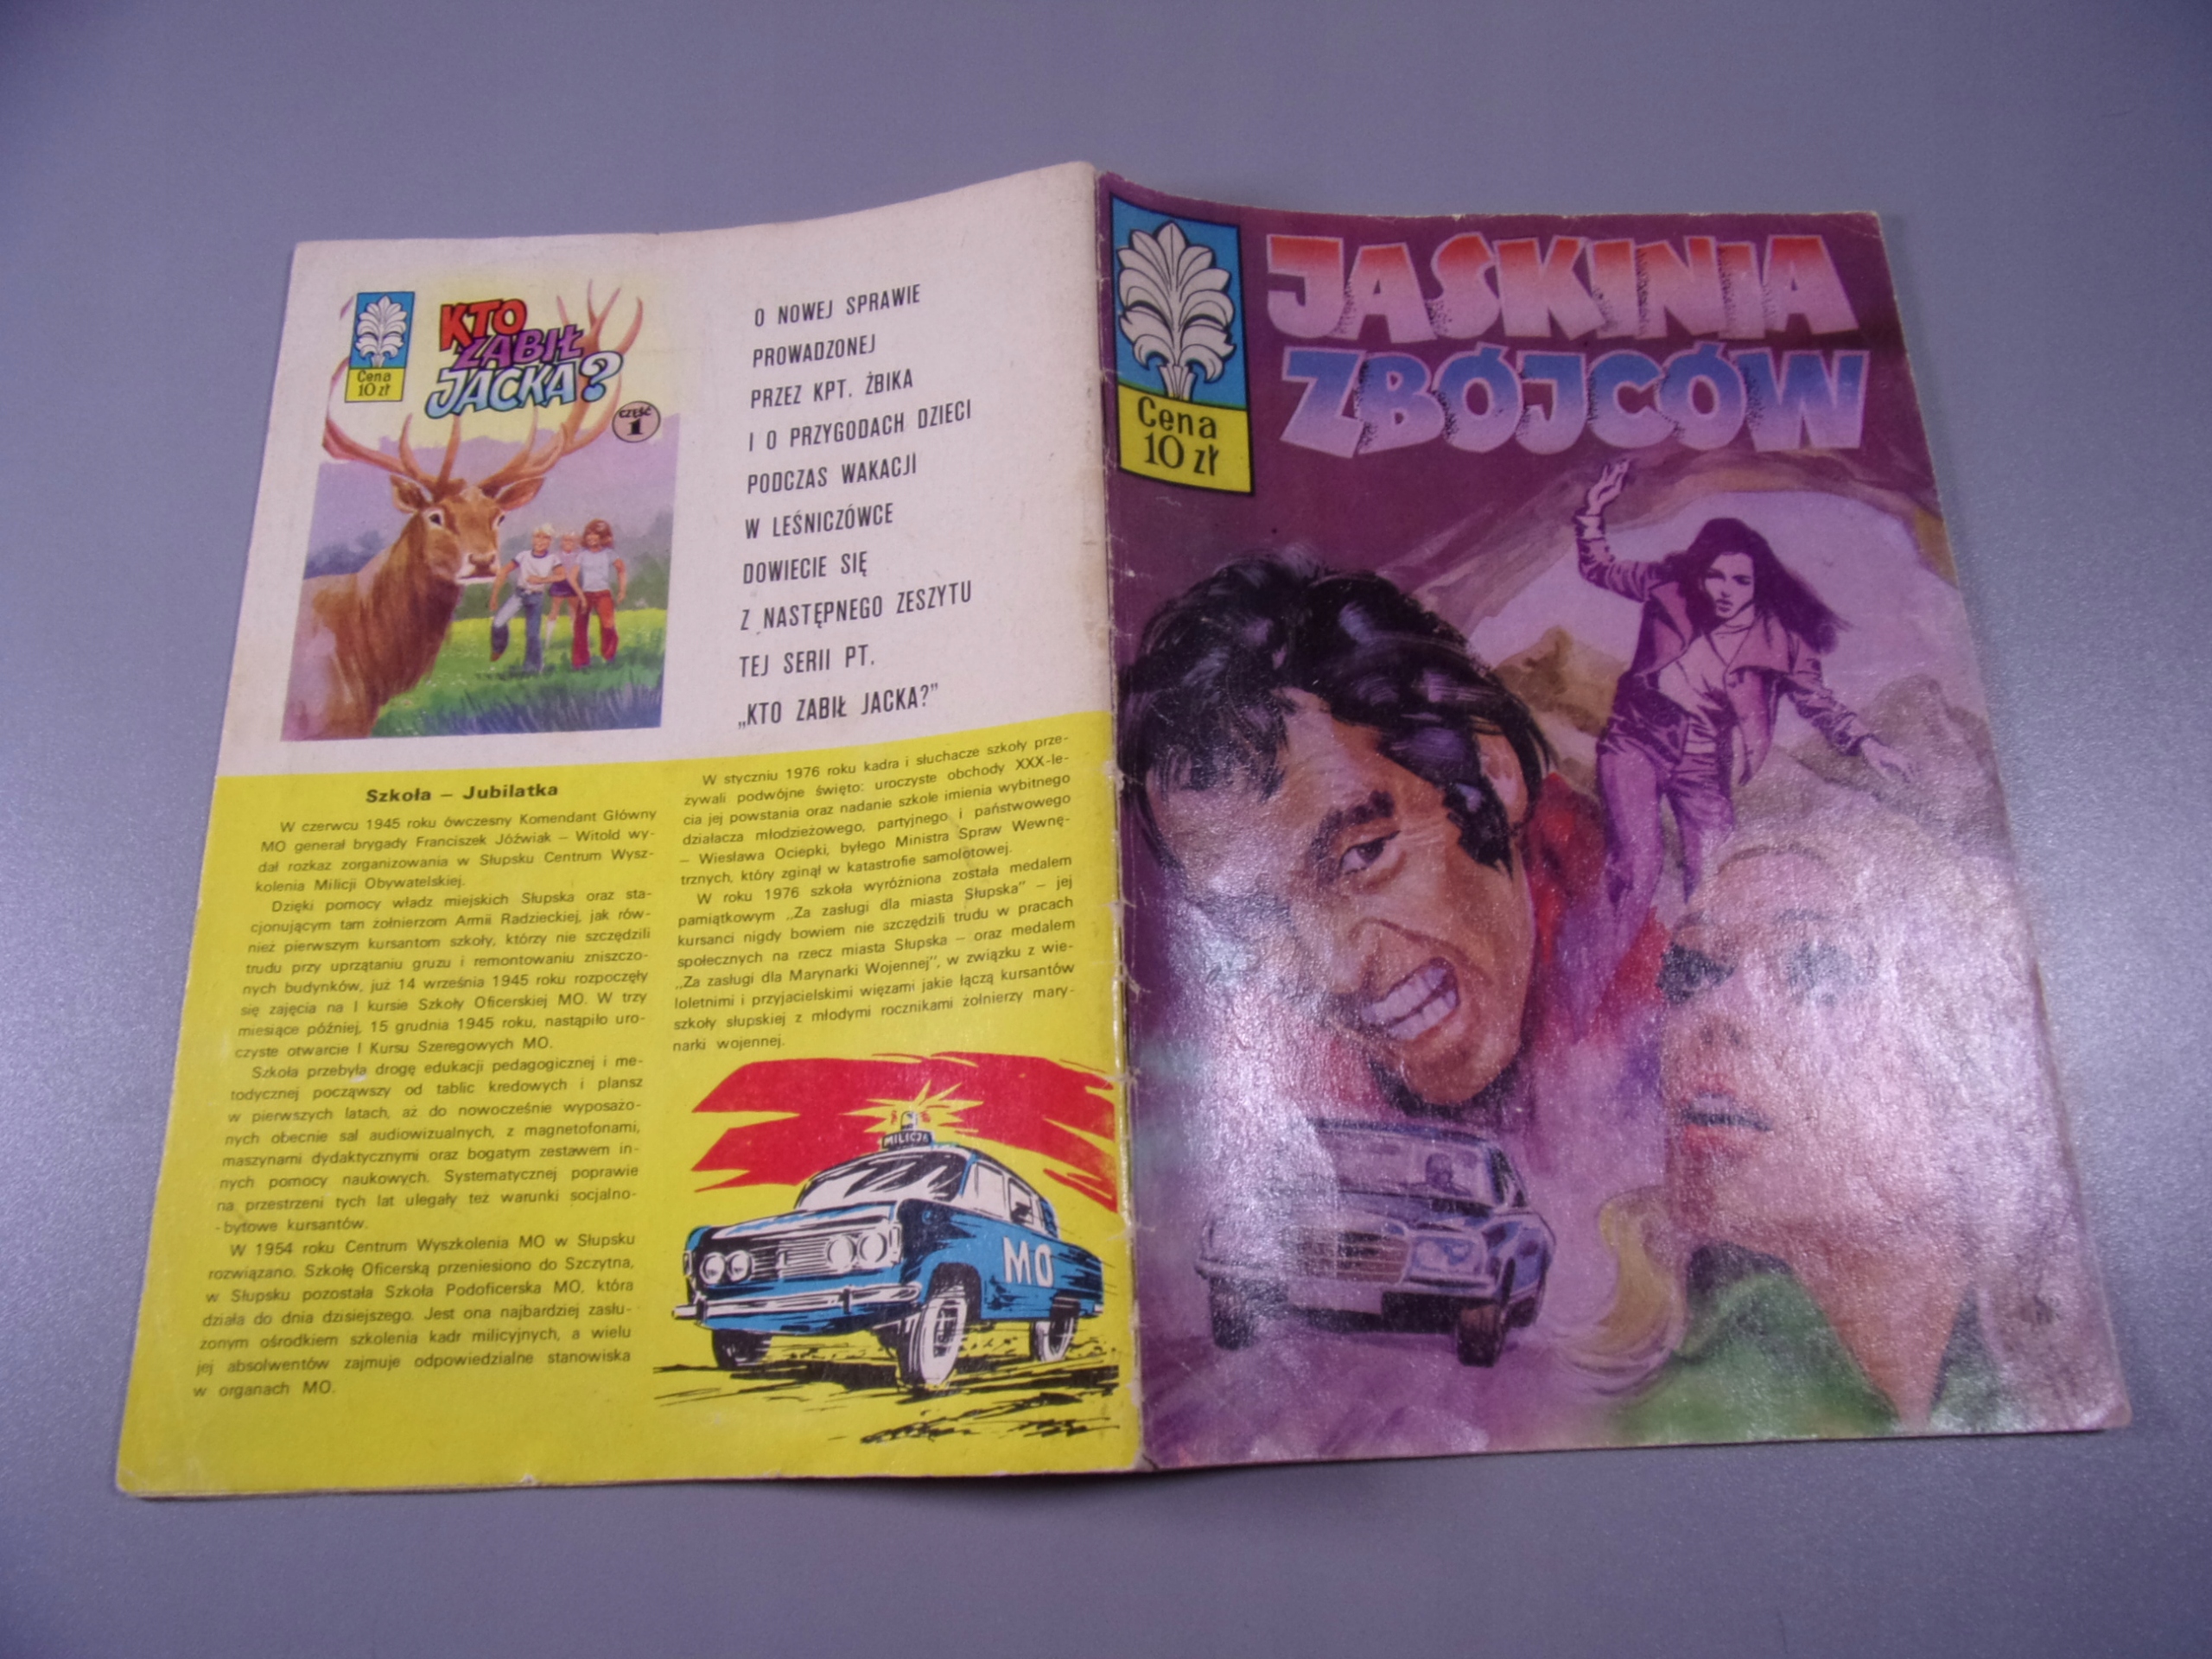 KTO
ZABIŁ
JACKA?
CZĘŚĆ
1
Cena
10 zł
O NOWEJ SPRAWIE
PROWADZONEJ
PRZEZ KPT. ŻBIKA
I O PRZYGODACH DZIECI
PODCZAS WAKACJI
W LEŚNICZÓWCE
DOWIECIE SIĘ
Z NASTĘPNEGO ZESZYTU
TEJ SERII PT.
„KTO ZABIŁ JACKA?”
Szkoła – Jubilatka
W czerwcu 1945 roku ówczesny Komendant Główny
MO generał brygady Franciszek Jóźwiak – Witold wy-
dał rozkaz zorganizowania w Słupsku Centrum Wysz-
kolenia Milicji Obywatelskiej.
Dzięki pomocy władz miejskich Słupska oraz sta-
cjonującym tam żołnierzom Armii Radzieckiej, jak rów-
nież pierwszym kursantom szkoły, którzy nie szczędzili
trudu przy uprzątaniu gruzu i remontowaniu zniszczo-
nych budynków, już 14 września 1945 roku rozpoczęły
się zajęcia na I kursie Szkoły Oficerskiej MO. W trzy
miesiące później, 15 grudnia 1945 roku, nastąpiło uro-
czyste otwarcie I Kursu Szeregowych MO.
Szkoła przebyła drogę edukacji pedagogicznej i me-
todycznej począwszy od tablic kredowych i plansz
w pierwszych latach, aż do nowocześnie wyposażo-
nych obecnie sal audiowizualnych, z magnetofonami,
maszynami dydaktycznymi oraz bogatym zestawem in-
nych pomocy naukowych. Systematycznej poprawie
na przestrzeni tych lat ulegały też warunki socjalno-
-bytowe kursantów.
W 1954 roku Centrum Wyszkolenia MO w Słupsku
rozwiązano. Szkołę Oficerską przeniesiono do Szczytna,
w Słupsku pozostała Szkoła Podoficerska MO, która
działa do dnia dzisiejszego. Jest ona najbardziej zasłu-
żonym ośrodkiem szkolenia kadr milicyjnych, a wielu
jej absolwentów zajmuje odpowiedzialne stanowiska
w organach MO.
W styczniu 1976 roku kadra i słuchacze szkoły prze-
żywali podwójne święto: uroczyste obchody XXX-le-
cia jej powstania oraz nadanie szkole imienia wybitnego
działacza młodzieżowego, partyjnego i państwowego
– Wiesława Ociepki, byłego Ministra Spraw Wewnę-
trznych, który zginął w katastrofie samolotowej.
W roku 1976 szkoła wyróżniona została medalem
pamiątkowym „Za zasługi dla miasta Słupska” – jej
kursanci nigdy bowiem nie szczędzili trudu w pracach
społecznych na rzecz miasta Słupska – oraz medalem
„Za zasługi dla Marynarki Wojennej”, w związku z wie-
loletnimi i przyjacielskimi więzami jakie łączą kursantów
szkoły słupskiej z młodymi rocznikami żołnierzy mary-
narki wojennej.
MILICJA
MO
JASKINIA
ZBÓJCÓW
Cena
10 zł